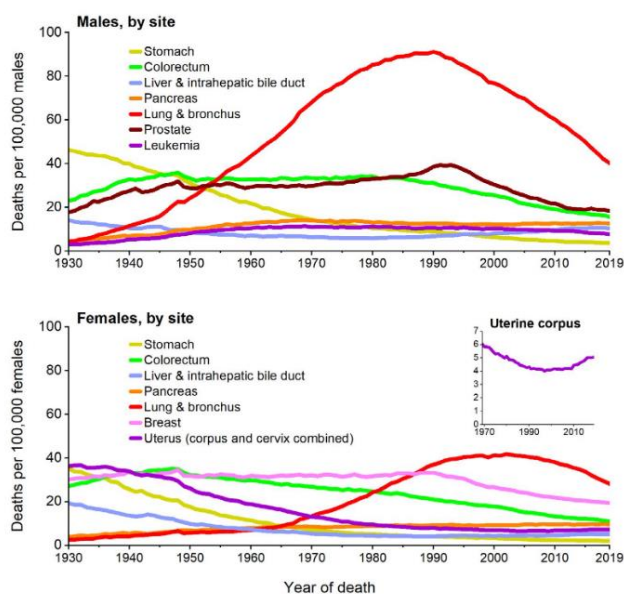 Males, by site
Deaths per 100,000 males
100
80
60
40
20
0
Stomach
Colorectum
Liver & intrahepatic bile duct
Pancreas
Lung & bronchus
Prostate
Leukemia
1930 1940 1950 1960 1970 1980 1990 2000 2010 2019
Females, by site
Deaths per 100,000 females
100
80
60
40
20
0
Stomach
Colorectum
Liver & intrahepatic bile duct
Pancreas
Lung & bronchus
Breast
Uterus (corpus and cervix combined)
Uterine corpus
7
6
5
4
3
2
1
0
1970 1990 2010
1930 1940 1950 1960 1970 1980 1990 2000 2010 2019
Year of death